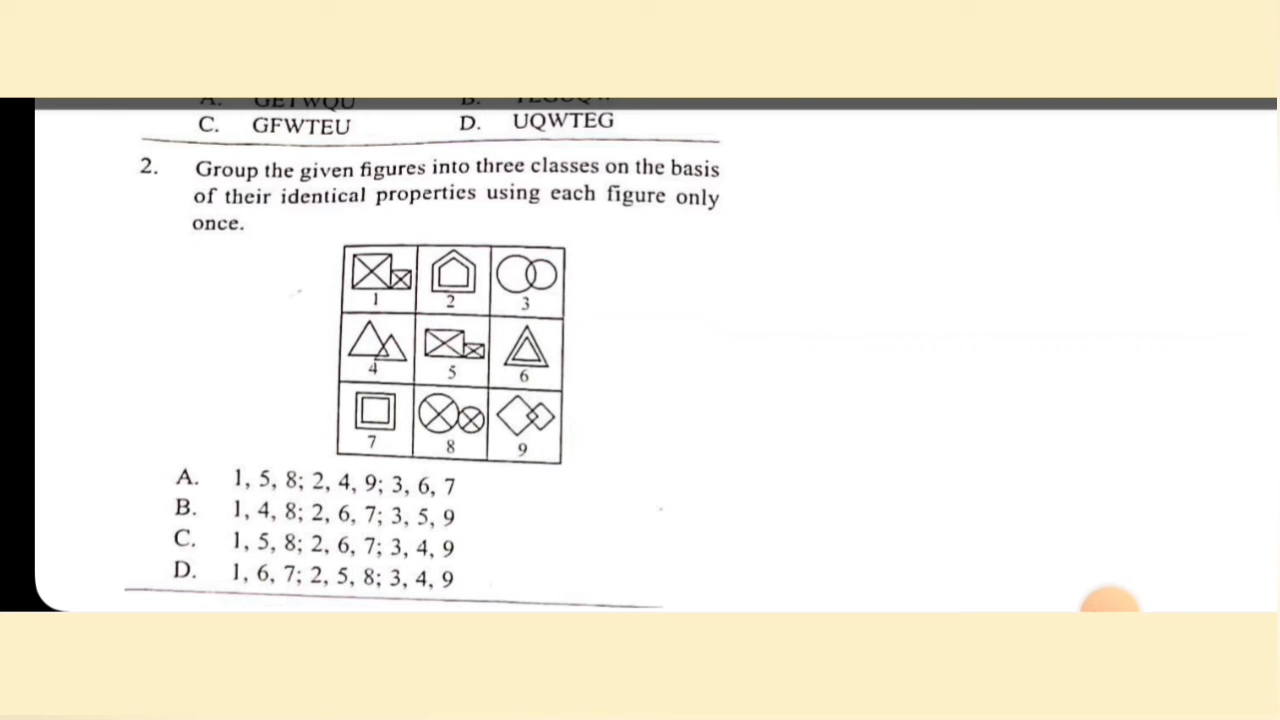 A. GETWQU B.
C. GFWTEU D. UQWTEG
2. Group the given figures into three classes on the basis
of their identical properties using each figure only
once.
1 2 3
4 5 6
7 8 9
A. 1, 5, 8; 2, 4, 9; 3, 6, 7
B. 1, 4, 8; 2, 6, 7; 3, 5, 9
C. 1, 5, 8; 2, 6, 7; 3, 4, 9
D. 1, 6, 7; 2, 5, 8; 3, 4, 9